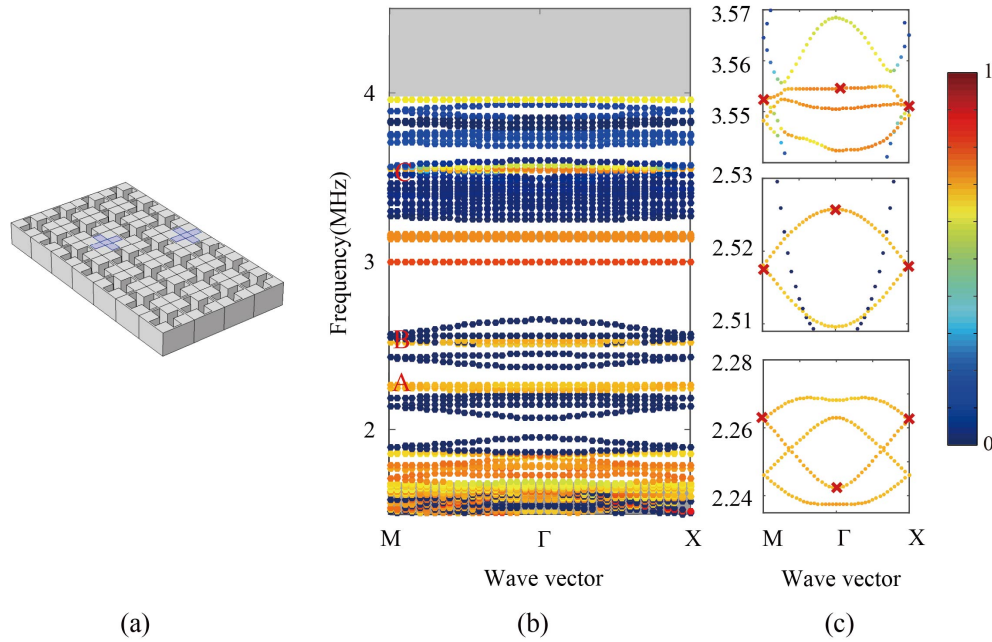 4
3
2
Frequency(MHz)
C
B
A
M
Γ
X
Wave vector
3.57
3.56
3.55
2.53
2.52
2.51
2.28
2.26
2.24
M
Γ
X
Wave vector
1
0
(a)
(b)
(c)